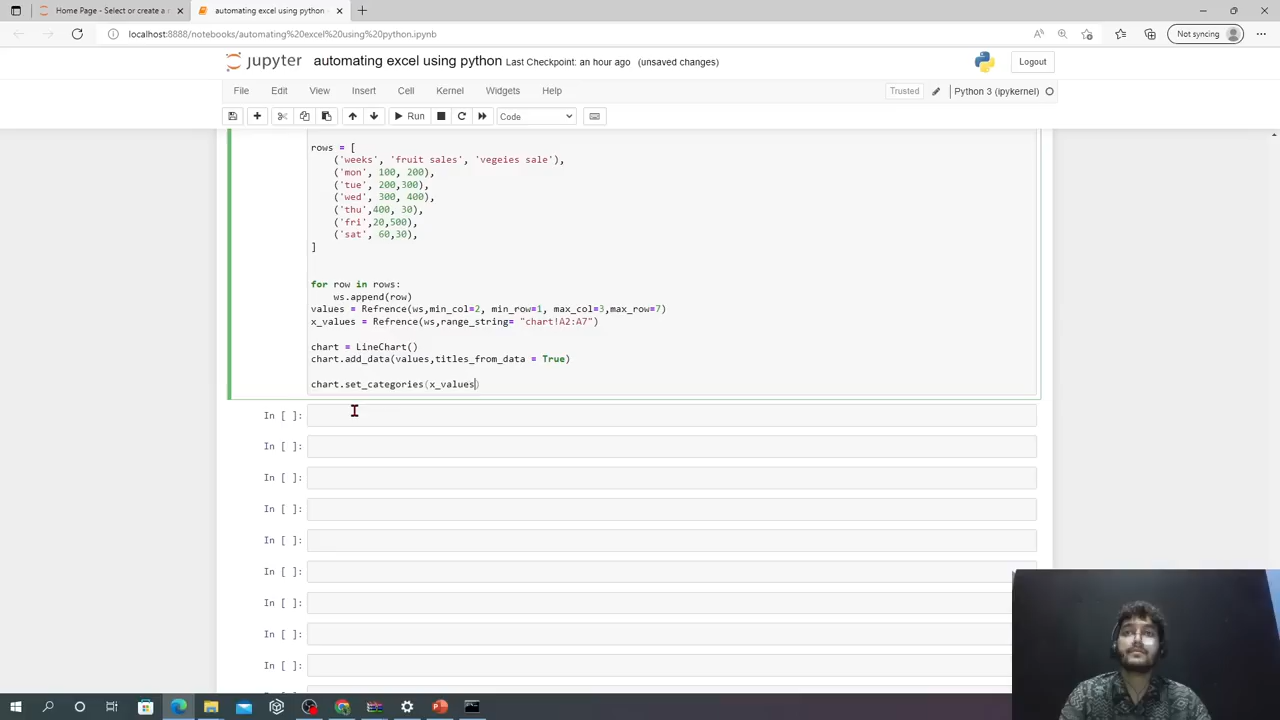 Home Page - Select or create a
automating excel using python
Not syncing
localhost:8888/notebooks/automating%20excel%20using%20python.ipynb
jupyter automating excel using python Last Checkpoint: an hour ago (unsaved changes)
Logout
File Edit View Insert Cell Kernel Widgets Help
Trusted
Python 3 (ipykernel)
Run
Code
rows = [
('weeks', 'fruit sales', 'vegeies sale'),
('mon', 100, 200),
('tue', 200,300),
('wed', 300, 400),
('thu',400, 30),
('fri',20,500),
('sat', 60,30),
]
for row in rows:
ws.append(row)
values = Refrence(ws,min_col=2, min_row=1, max_col=3,max_row=7)
x_values = Refrence(ws,range_string= "chart!A2:A7")
chart = LineChart()
chart.add_data(values,titles_from_data = True)
chart.set_categories(x_values)
In [ ]:
In [ ]:
In [ ]:
In [ ]:
In [ ]:
In [ ]:
In [ ]:
In [ ]:
In [ ]: